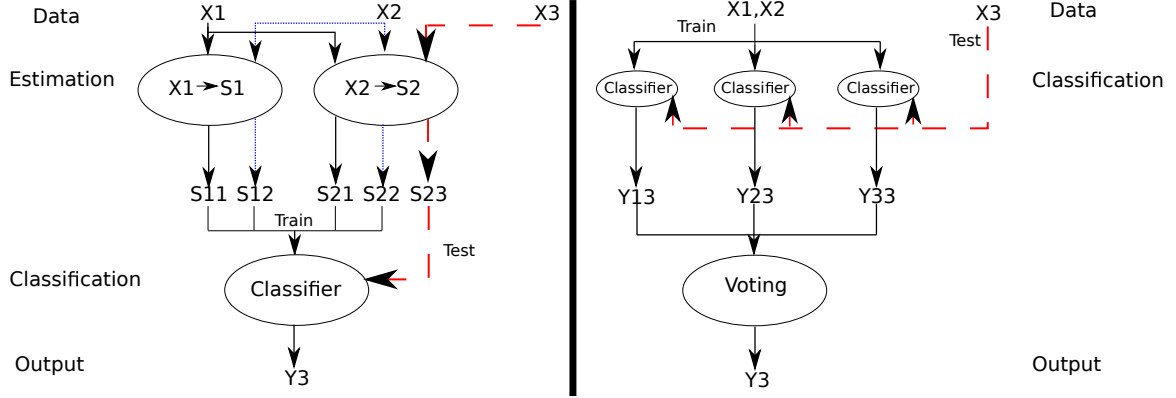 Data
X1
X2
X3
Estimation
X1 → S1
X2 → S2
S11
S12
S21
S22
S23
Train
Test
Classification
Classifier
Output
Y3
X1,X2
X3
Data
Train
Test
Classifier
Classifier
Classifier
Classification
Y13
Y23
Y33
Voting
Y3
Output